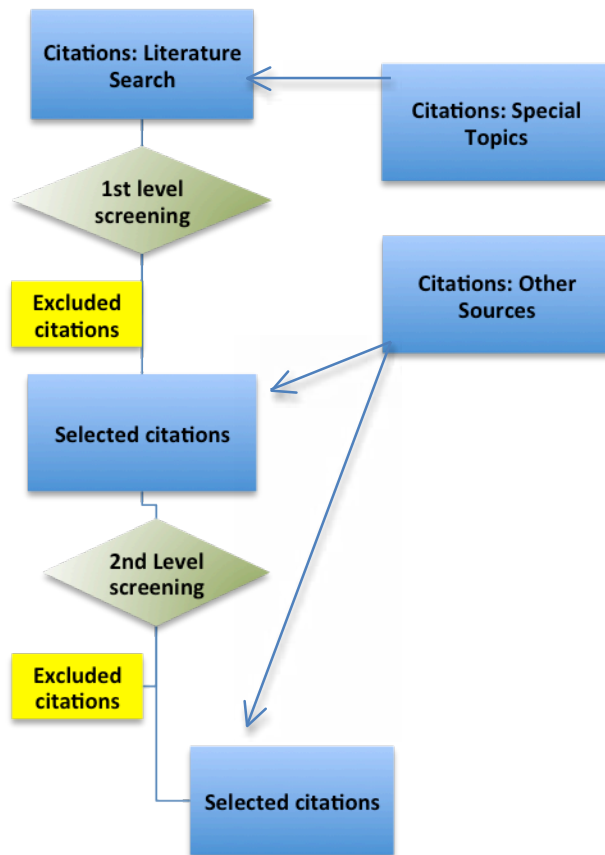 Citations: Literature
Search
Citations: Special
Topics
1st level
screening
Excluded
citations
Citations: Other
Sources
Selected citations
2nd Level
screening
Excluded
citations
Selected citations